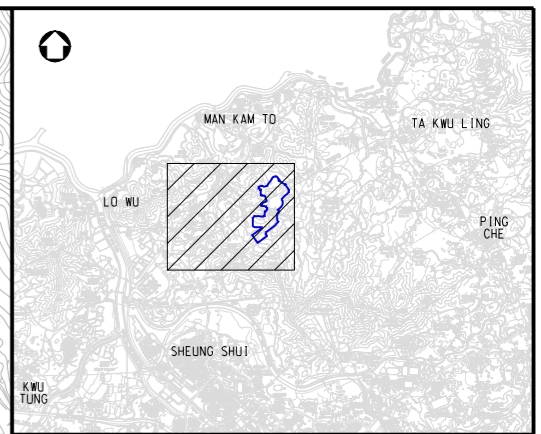 MAN KAM TO
TA KWU LING
LO WU
PING
CHE
SHEUNG SHUI
KWU
TUNG